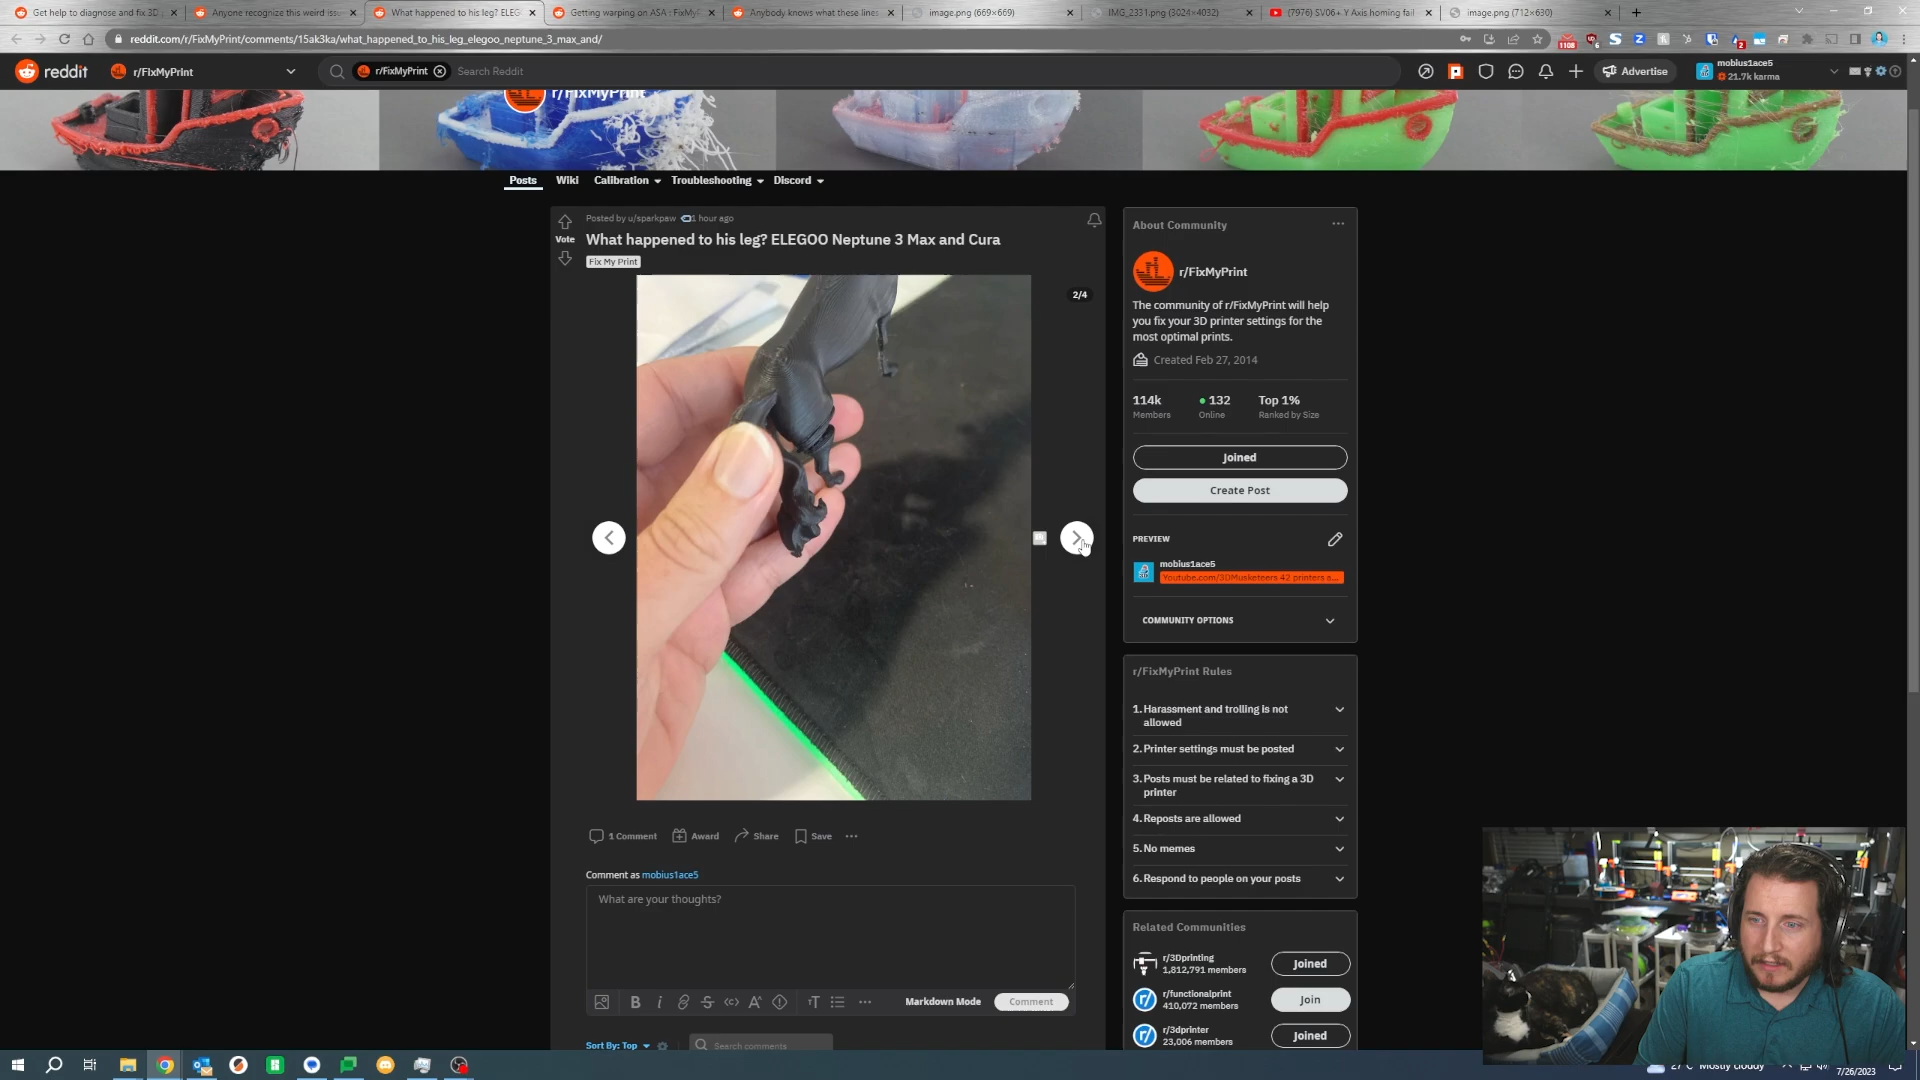 Get help to diagnose and fix 3D
Anyone recognize this weird iss
What happened to his leg? ELEG
Getting warping on ASA : FixMyP
Anybody knows what these lines
image.png (669×669)
IMG_2331.png (3024×4032)
(7976) SV06+ Y Axis homing fail
image.png (712×630)
reddit.com/r/FixMyPrint/comments/15ak3ka/what_happened_to_his_leg_elegoo_neptune_3_max_and/
1108
reddit
r/FixMyPrint
r/FixMyPrint
Search Reddit
Advertise
mobius1ace5
21.7k karma
r/FixMyPrint
Posts
Wiki
Calibration
Troubleshooting
Discord
Posted by u/sparkpaw 1 hour ago
Vote
What happened to his leg? ELEGOO Neptune 3 Max and Cura
Fix My Print
2/4
1 Comment
Award
Share
Save
Comment as mobius1ace5
What are your thoughts?
Markdown Mode
Comment
Sort By: Top
Search comments
About Community
r/FixMyPrint
The community of r/FixMyPrint will help
you fix your 3D printer settings for the
most optimal prints.
Created Feb 27, 2014
114k
132
Top 1%
Members
Online
Ranked by Size
Joined
Create Post
PREVIEW
mobius1ace5
Youtube.com/3DMusketeers 42 printers a...
COMMUNITY OPTIONS
r/FixMyPrint Rules
1. Harassment and trolling is not
allowed
2. Printer settings must be posted
3. Posts must be related to fixing a 3D
printer
4. Reposts are allowed
5. No memes
6. Respond to people on your posts
Related Communities
r/3Dprinting
1,812,791 members
Joined
r/functionalprint
410,072 members
Join
r/3dprinter
23,006 members
Joined
27°C Mostly cloudy
7/26/2023